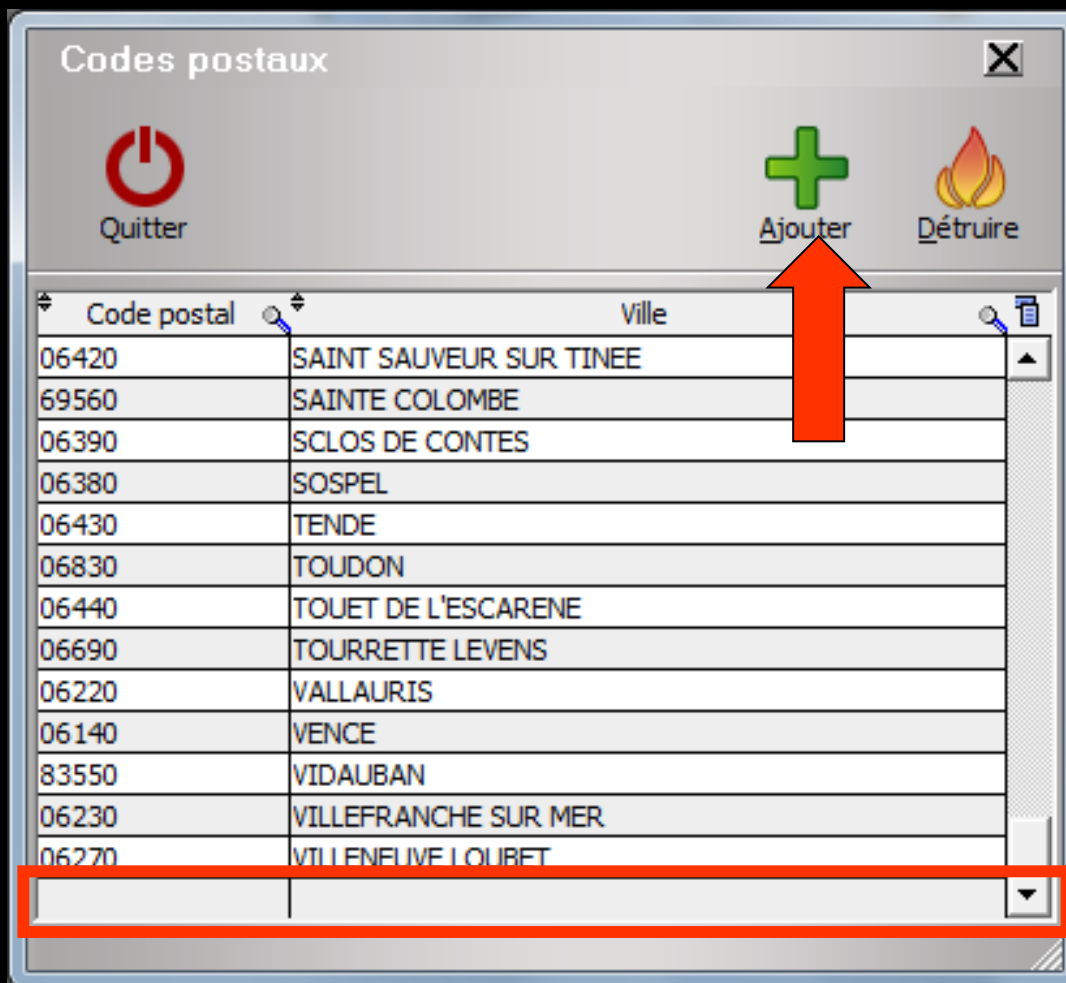 Codes postaux
Quitter Ajouter Détruire
Code postal Ville
06420 SAINT SAUVEUR SUR TINEE
69560 SAINTE COLOMBE
06390 SCLOS DE CONTES
06380 SOSPEL
06430 TENDE
06830 TOUDON
06440 TOUET DE L'ESCARENE
06690 TOURRETTE LEVENS
06220 VALLAURIS
06140 VENCE
83550 VIDAUBAN
06230 VILLEFRANCHE SUR MER
06270 VILLENEUVE LOUBET